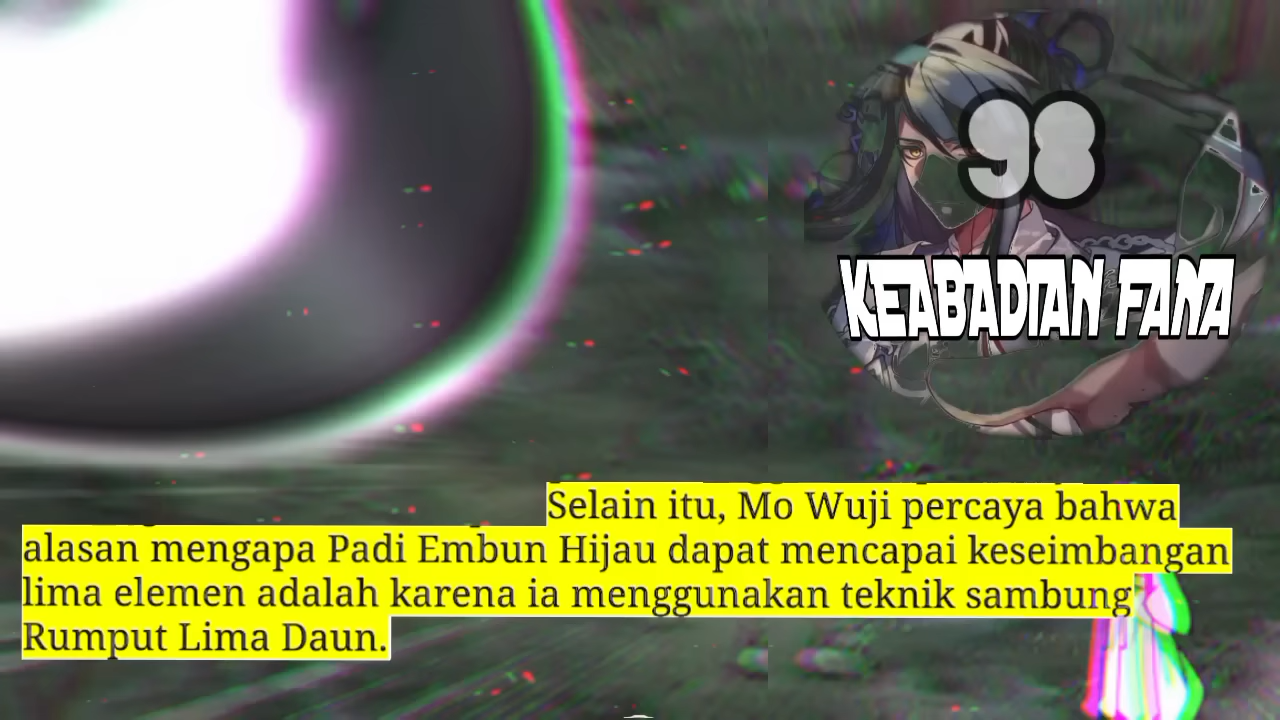 98
KEABADIAN FANA
Selain itu, Mo Wuji percaya bahwa
alasan mengapa Padi Embun Hijau dapat mencapai keseimbangan
lima elemen adalah karena ia menggunakan teknik sambung
Rumput Lima Daun.